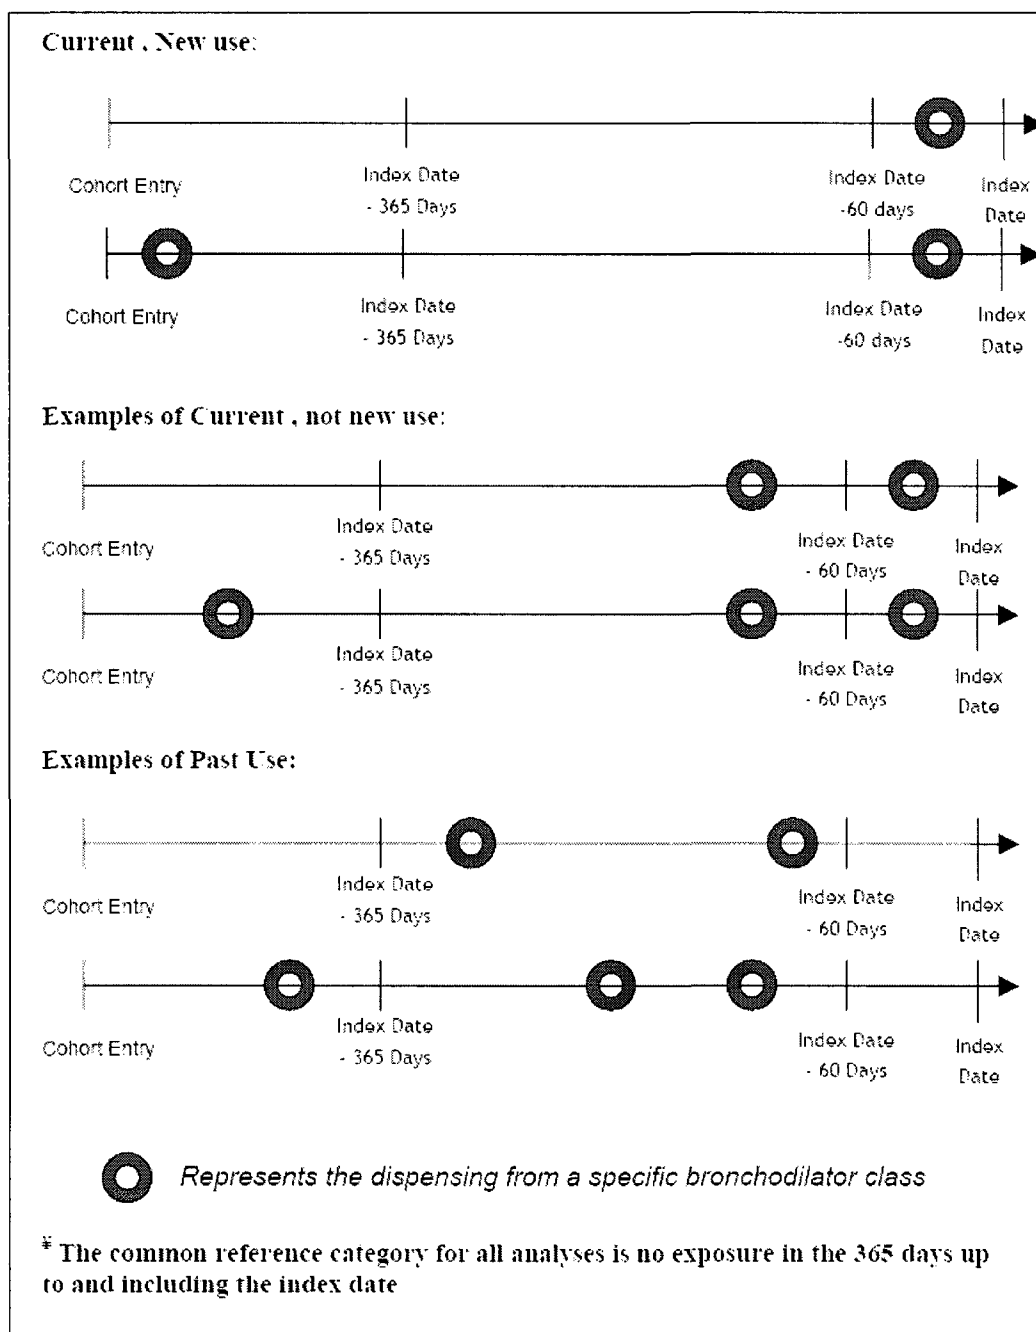 Current , New use:
Cohort Entry
Index Date
- 365 Days
Index Date
-60 days
Index
Date
Cohort Entry
Index Date
- 365 Days
Index Date
-60 days
Index
Date
Examples of Current , not new use:
Cohort Entry
Index Date
- 365 Days
Index Date
- 60 Days
Index
Date
Cohort Entry
Index Date
- 365 Days
Index Date
- 60 Days
Index
Date
Examples of Past Use:
Cohort Entry
Index Date
- 365 Days
Index Date
- 60 Days
Index
Date
Cohort Entry
Index Date
- 365 Days
Index Date
- 60 Days
Index
Date
Represents the dispensing from a specific bronchodilator class
¥ The common reference category for all analyses is no exposure in the 365 days up
to and including the index date